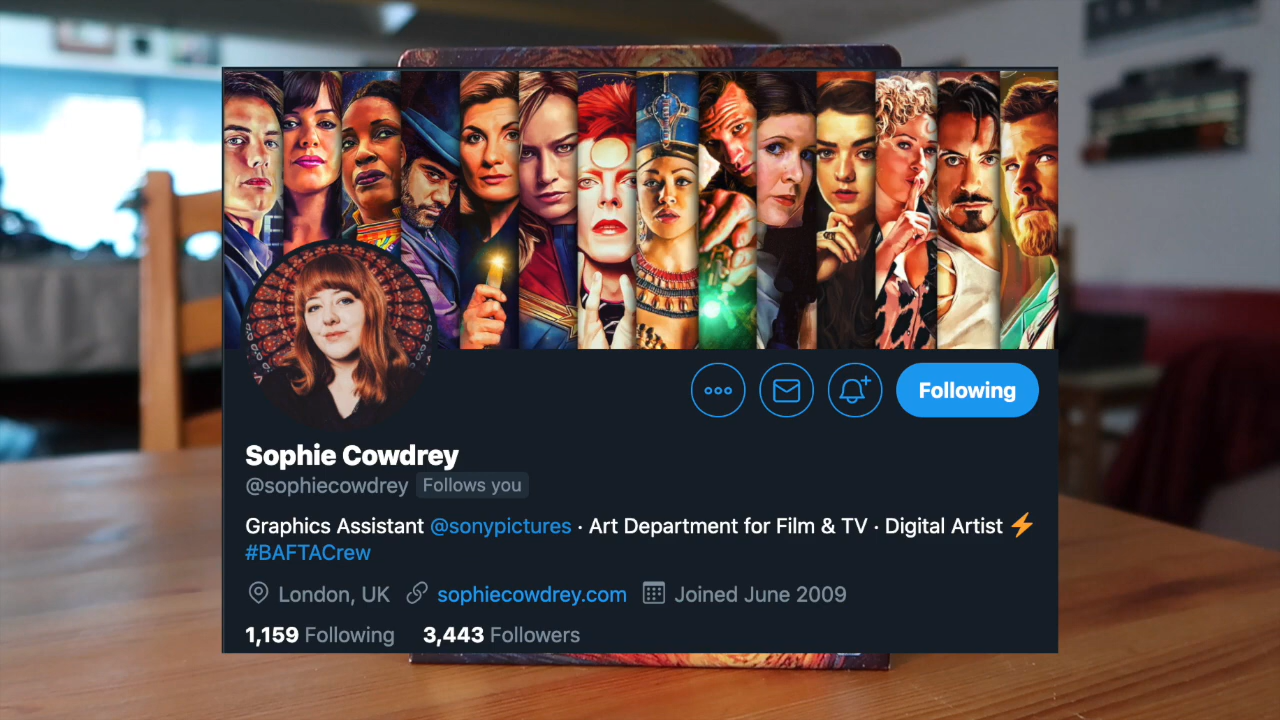 Following
Sophie Cowdrey
@sophiecowdrey Follows you
Graphics Assistant @sonypictures · Art Department for Film & TV · Digital Artist ⚡
#BAFTACrew
London, UK sophiecowdrey.com Joined June 2009
1,159 Following 3,443 Followers